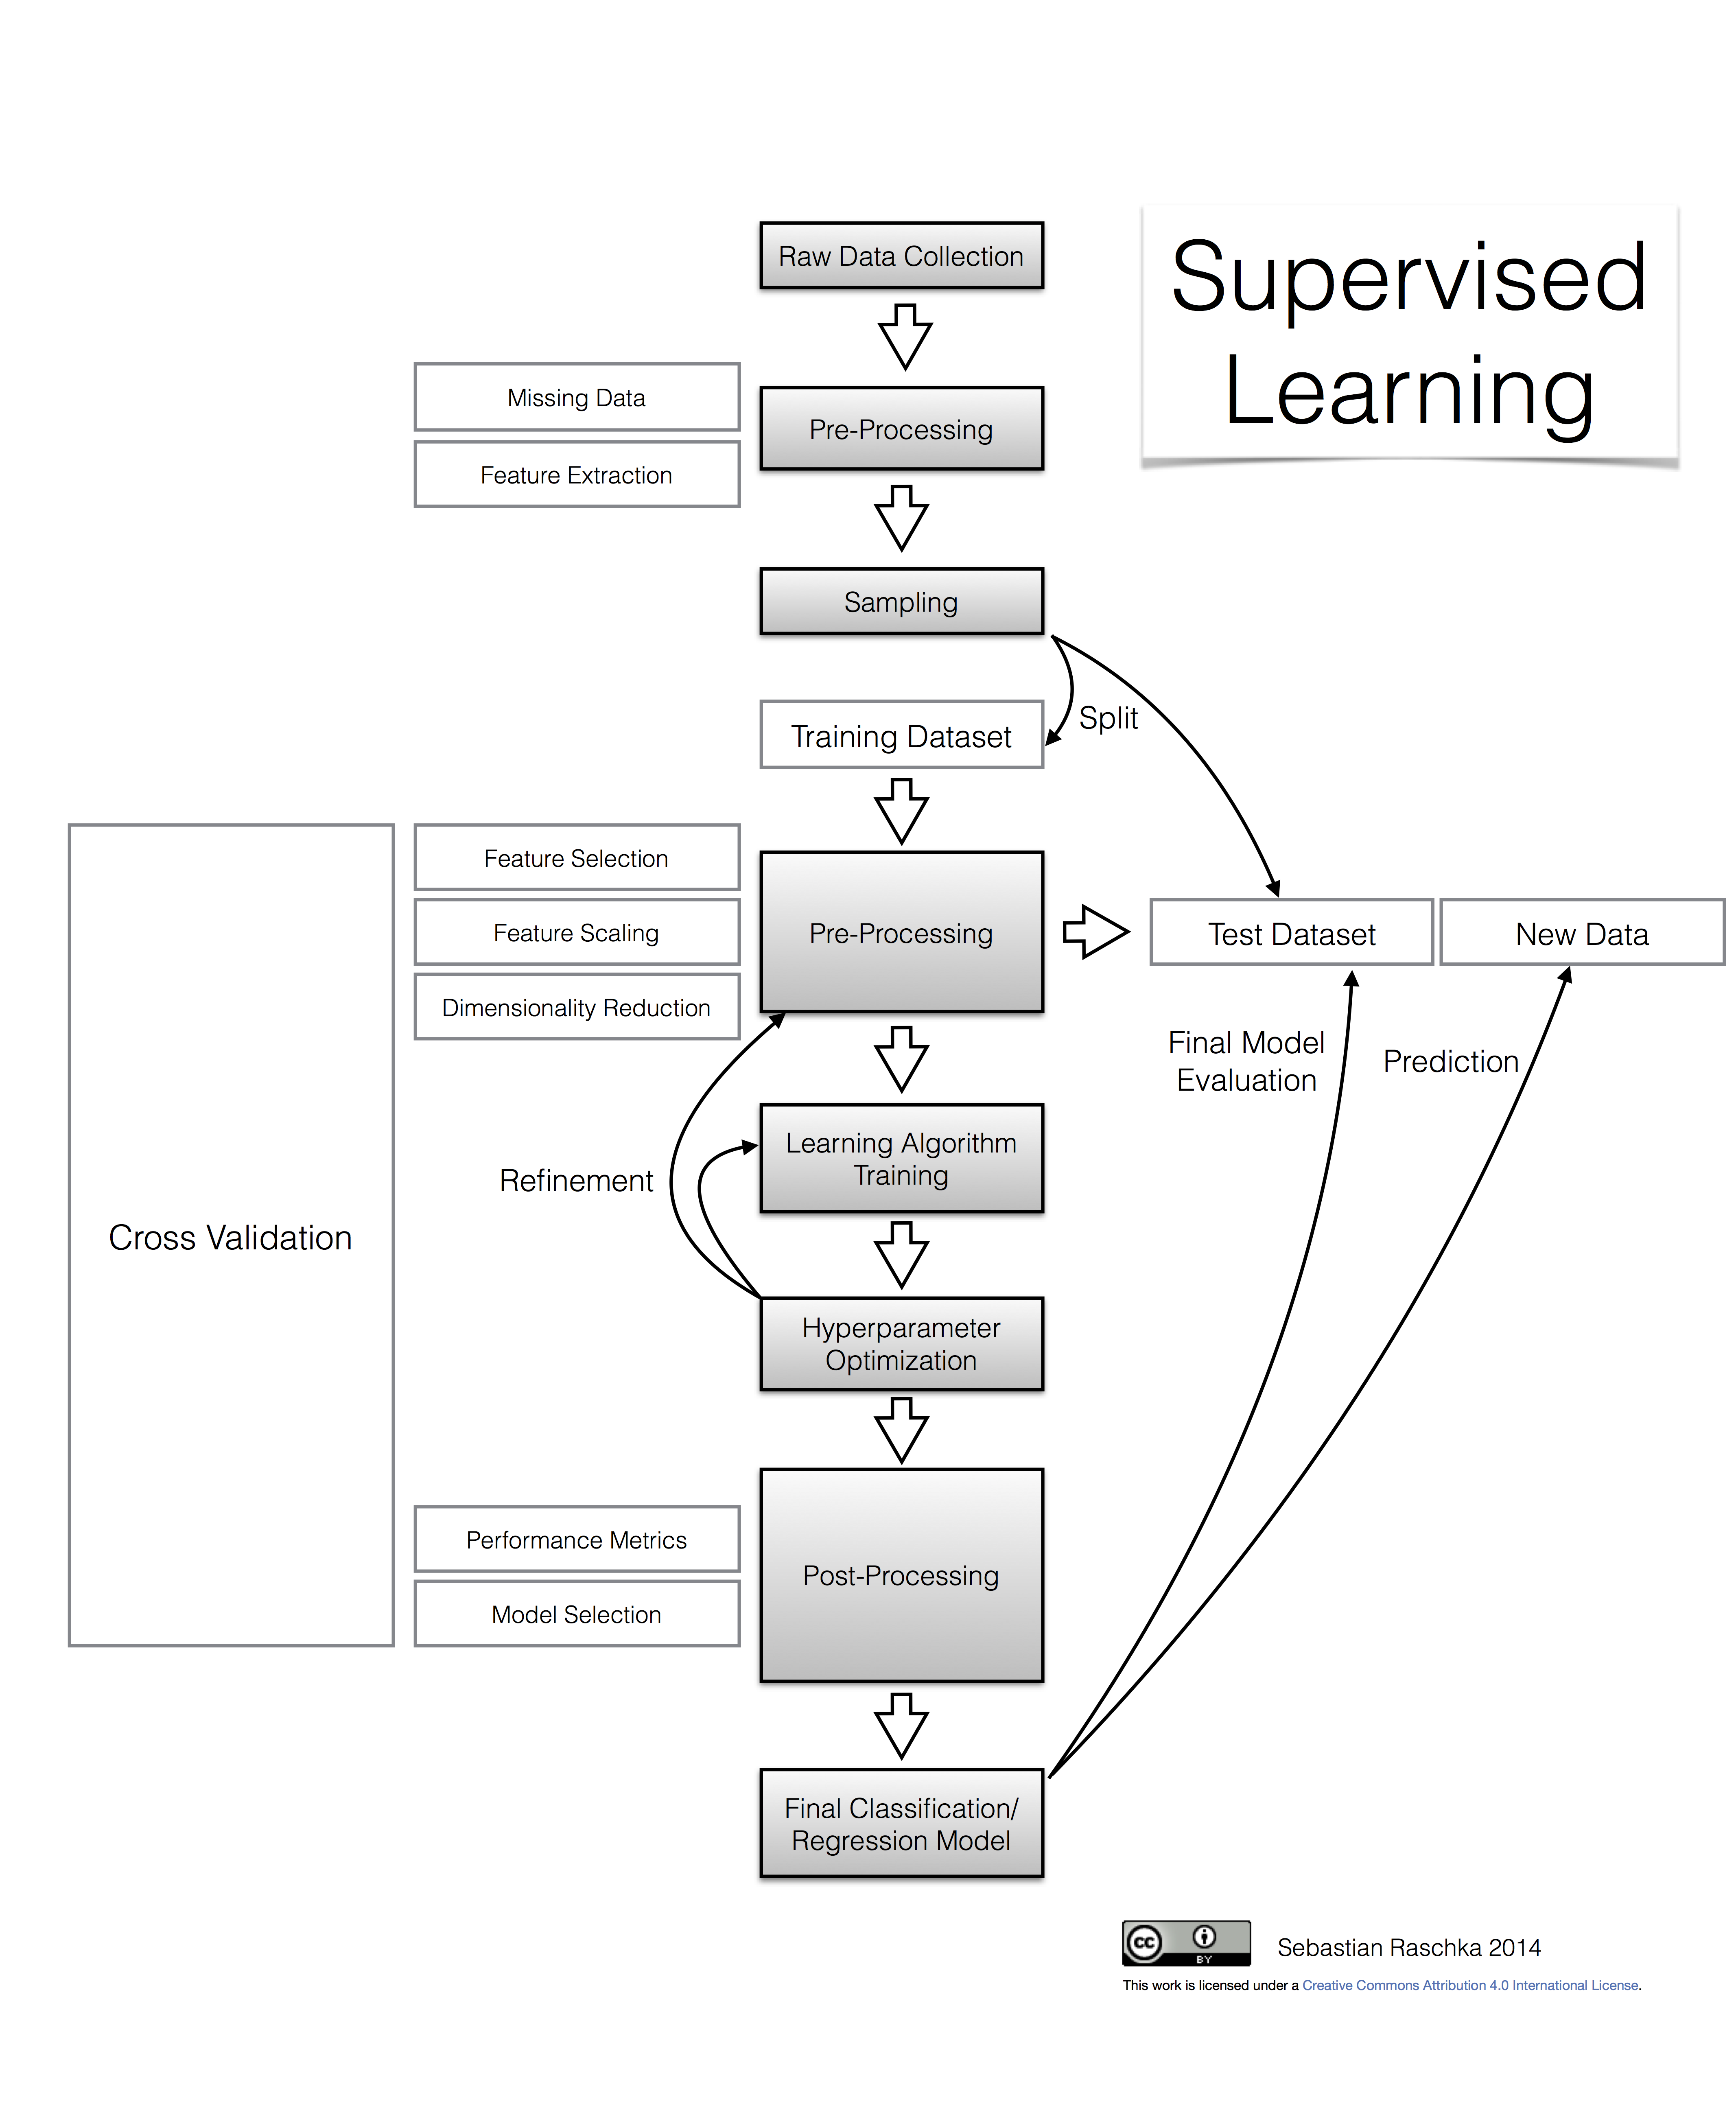 Supervised
Learning
Raw Data Collection
Missing Data
Feature Extraction
Pre-Processing
Sampling
Split
Training Dataset
Cross Validation
Feature Selection
Feature Scaling
Dimensionality Reduction
Pre-Processing
Test Dataset
New Data
Final Model
Evaluation
Prediction
Refinement
Learning Algorithm
Training
Hyperparameter
Optimization
Performance Metrics
Model Selection
Post-Processing
Final Classification/
Regression Model
cc
BY
Sebastian Raschka 2014
This work is licensed under a Creative Commons Attribution 4.0 International License.